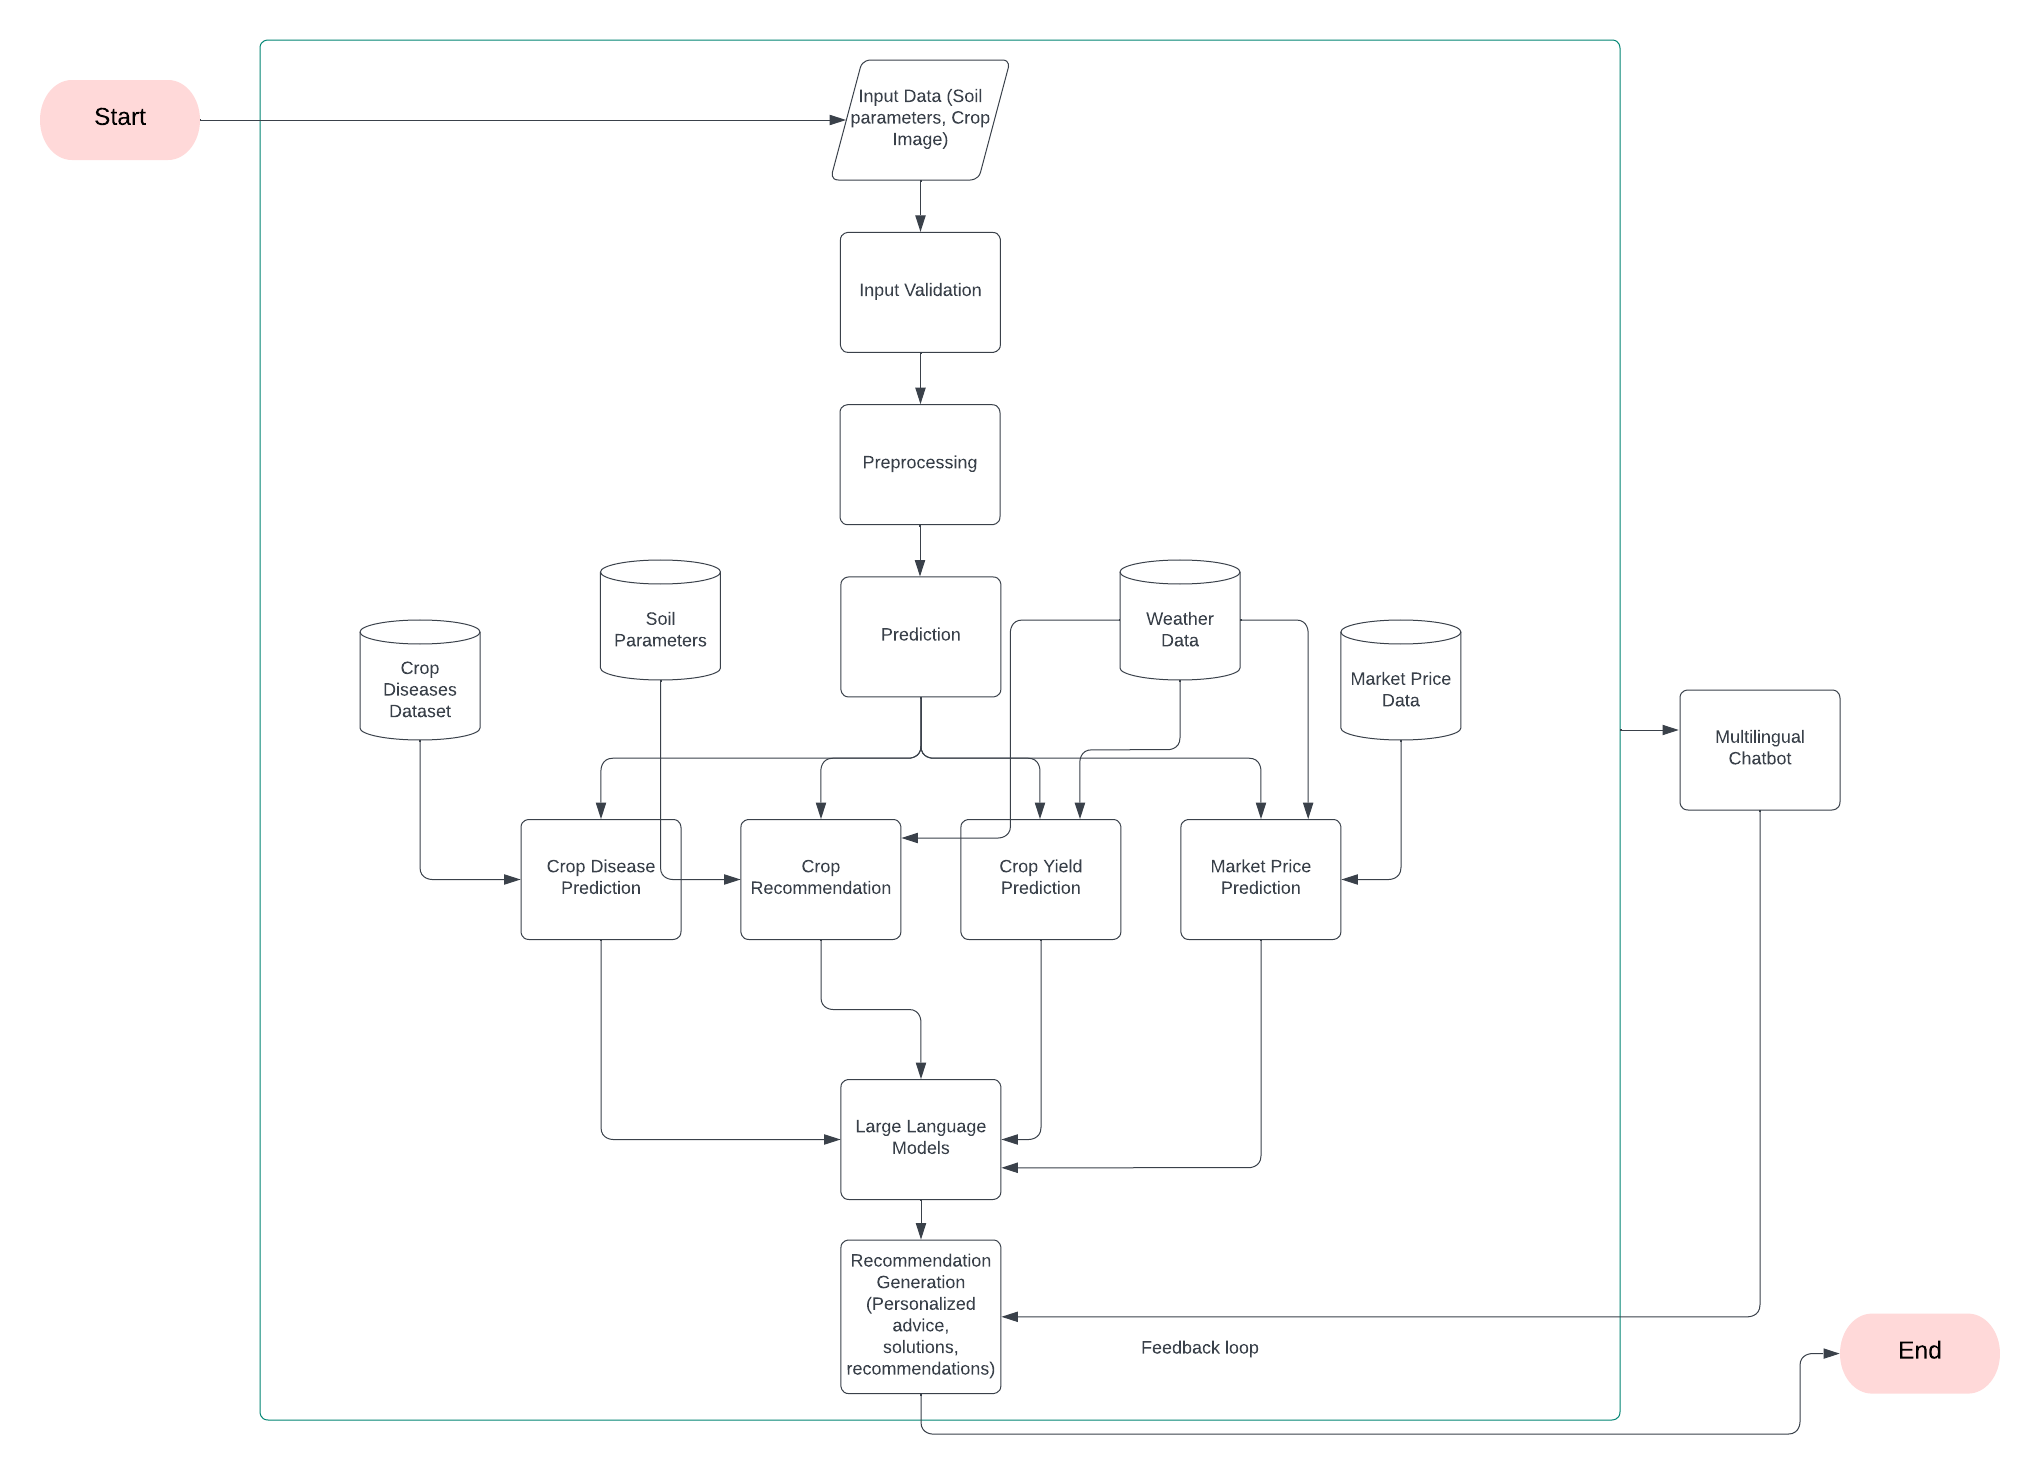 Start
Input Data (Soil
parameters, Crop
Image)
Input Validation
Preprocessing
Prediction
Soil
Parameters
Weather
Data
Crop
Diseases
Dataset
Market Price
Data
Multilingual
Chatbot
Crop Disease
Prediction
Crop
Recommendation
Crop Yield
Prediction
Market Price
Prediction
Large Language
Models
Recommendation
Generation
(Personalized
advice,
solutions,
recommendations)
Feedback loop
End